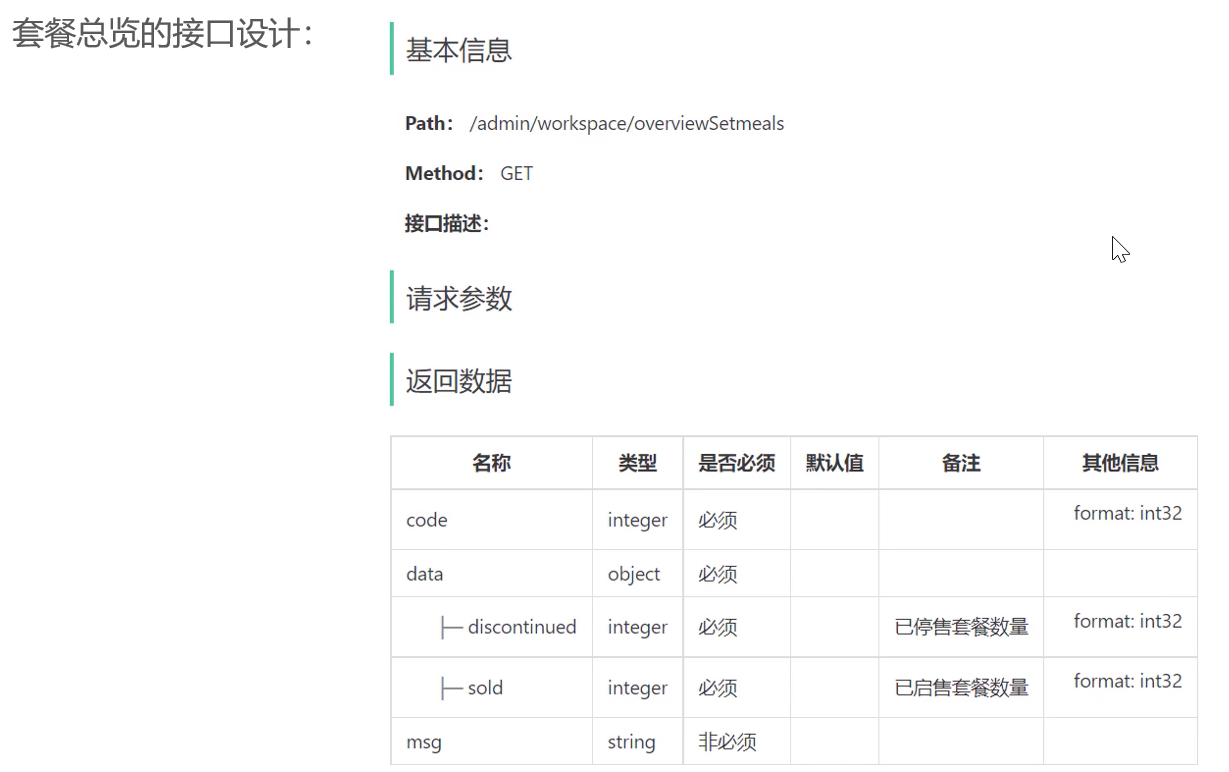 套餐总览的接口设计：
基本信息
Path： /admin/workspace/overviewSetmeals
Method： GET
接口描述：
请求参数
返回数据
名称 类型 是否必须 默认值 备注 其他信息
code integer 必须 format: int32
data object 必须
├─ discontinued integer 必须 已停售套餐数量 format: int32
├─ sold integer 必须 已启售套餐数量 format: int32
msg string 非必须